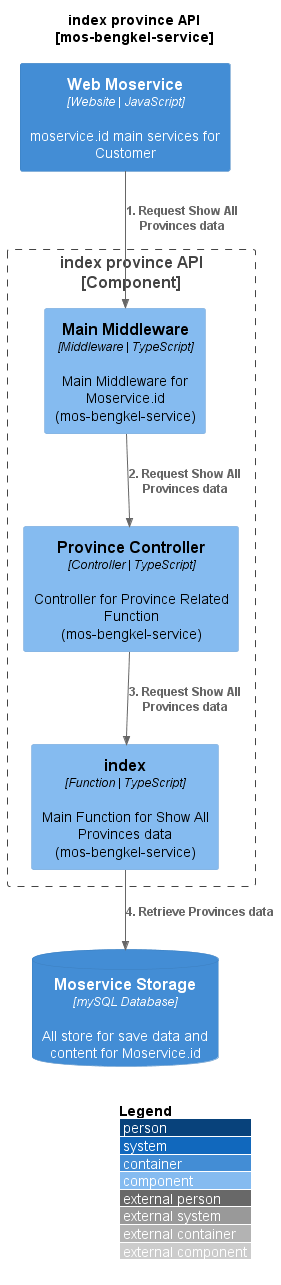 index province API
[mos-bengkel-service]
Web Moservice
[Website | JavaScript]
moservice.id main services for
Customer
1. Request Show All
Provinces data
index province API
[Component]
Main Middleware
[Middleware | TypeScript]
Main Middleware for
Moservice.id
(mos-bengkel-service)
2. Request Show All
Provinces data
Province Controller
[Controller | TypeScript]
Controller for Province Related
Function
(mos-bengkel-service)
3. Request Show All
Provinces data
index
[Function | TypeScript]
Main Function for Show All
Provinces data
(mos-bengkel-service)
4. Retrieve Provinces data
Moservice Storage
[mySQL Database]
All store for save data and
content for Moservice.id
Legend
person
system
container
component
external person
external system
external container
external component